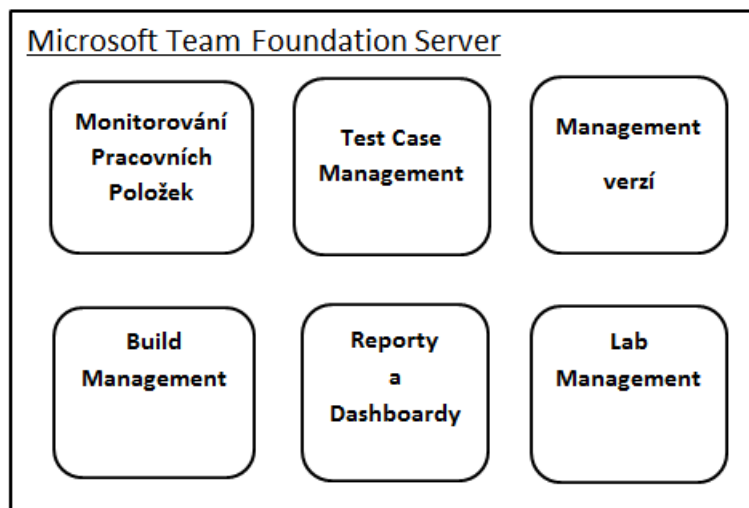 Microsoft Team Foundation Server
Monitorování
Pracovních
Položek
Test Case
Management
Management
verzí
Build
Management
Reporty
a
Dashboardy
Lab
Management